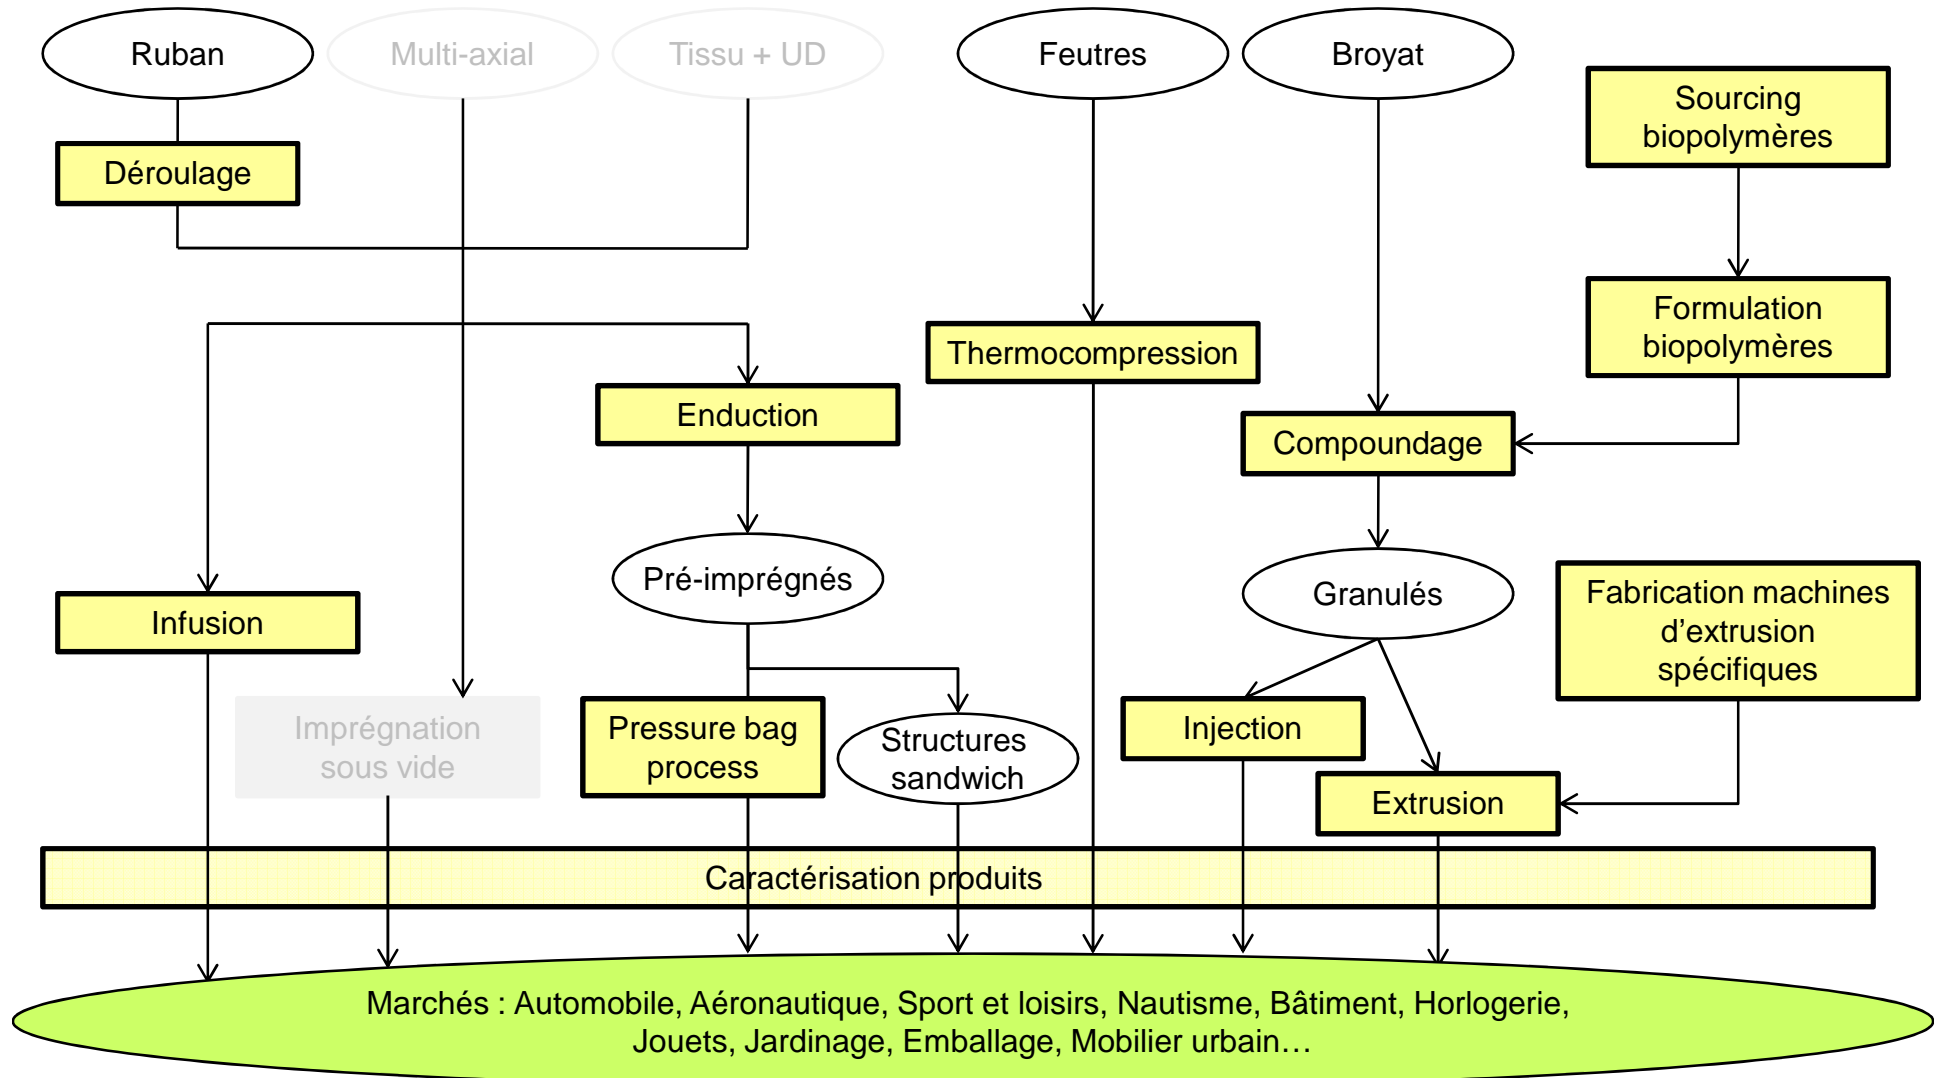 Ruban
Multi-axial
Tissu + UD
Feutres
Broyat
Sourcing
biopolymères
Déroulage
Formulation
biopolymères
Thermocompression
Enduction
Compoundage
Pré-imprégnés
Granulés
Fabrication machines
d’extrusion
spécifiques
Infusion
Imprégnation
sous vide
Pressure bag
process
Structures
sandwich
Injection
Extrusion
Caractérisation produits
Marchés : Automobile, Aéronautique, Sport et loisirs, Nautisme, Bâtiment, Horlogerie,
Jouets, Jardinage, Emballage, Mobilier urbain…